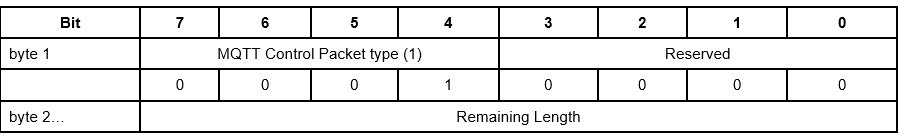 Bit 7 6 5 4 3 2 1 0
byte 1 MQTT Control Packet type (1) Reserved
0 0 0 1 0 0 0 0
byte 2… Remaining Length